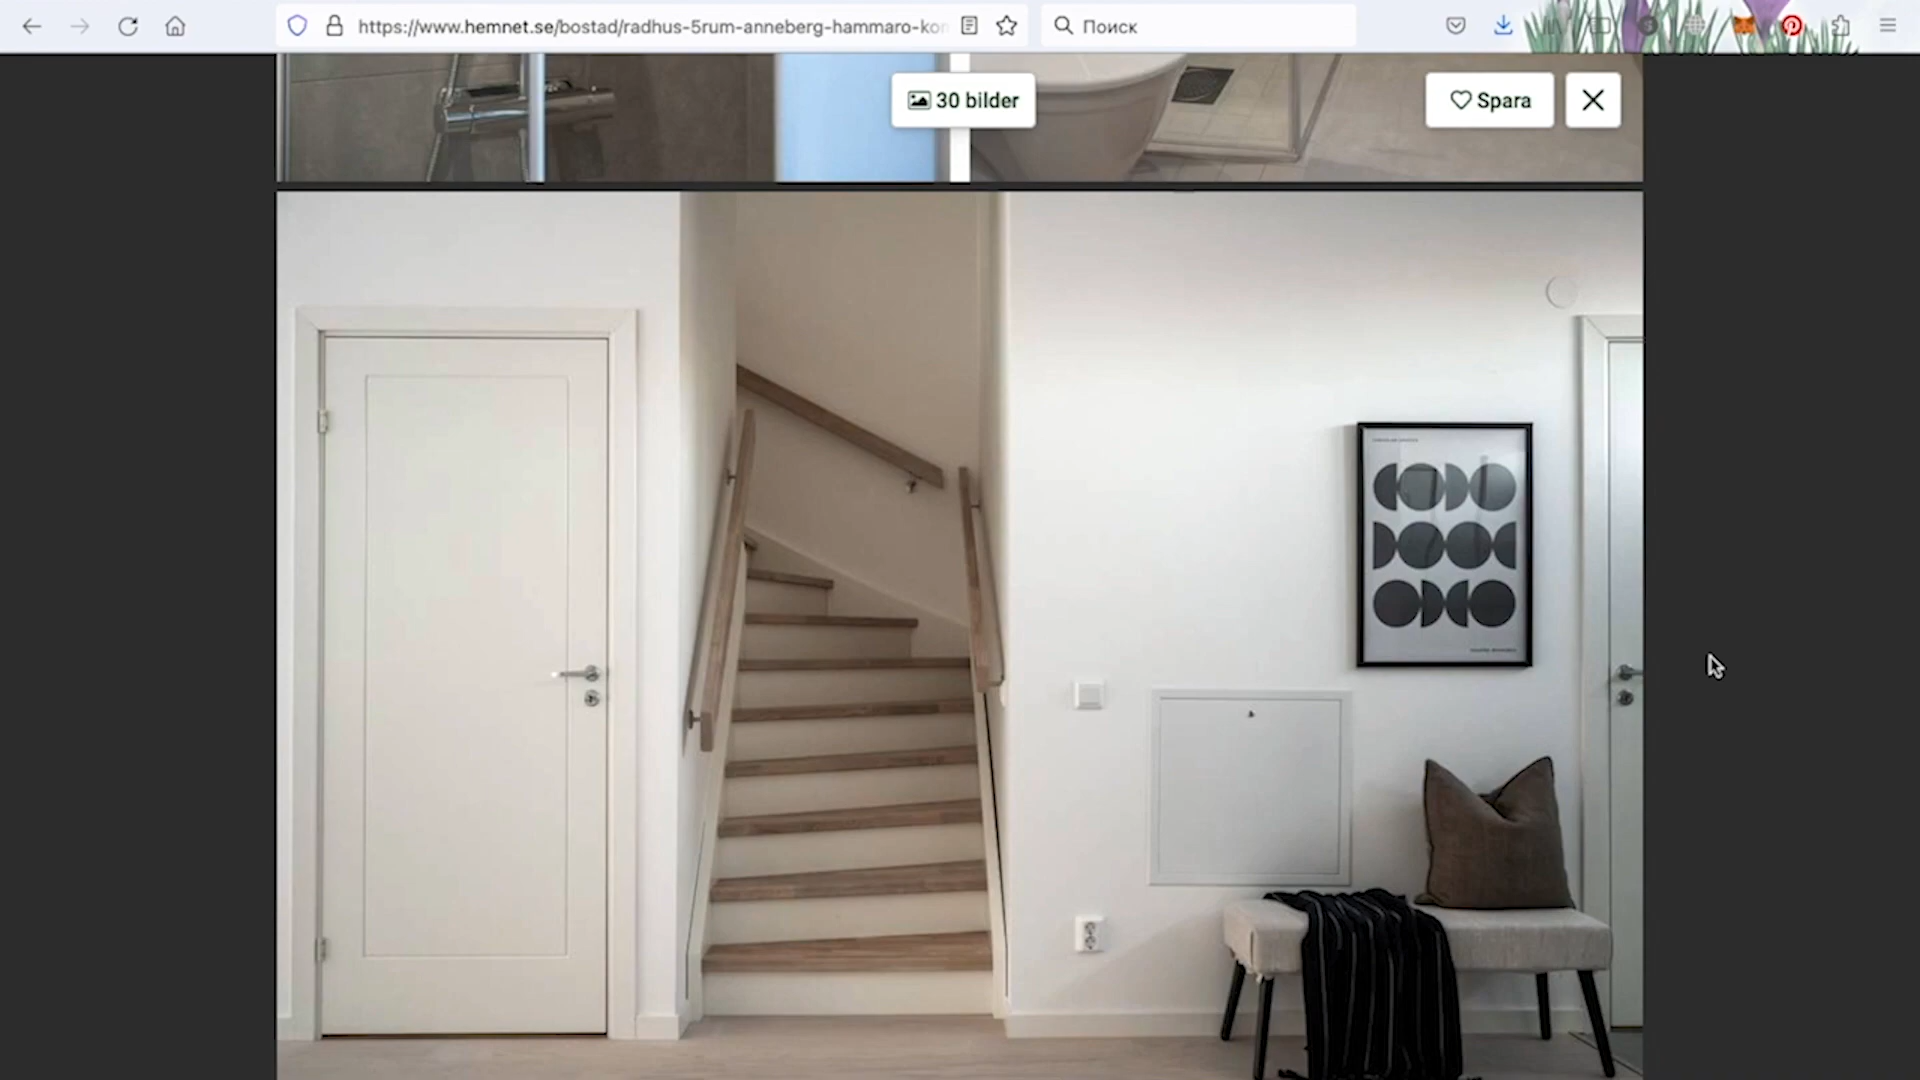 https://www.hemnet.se/bostad/radhus-5rum-anneberg-hammaro-kon
Поиск
30 bilder
Spara